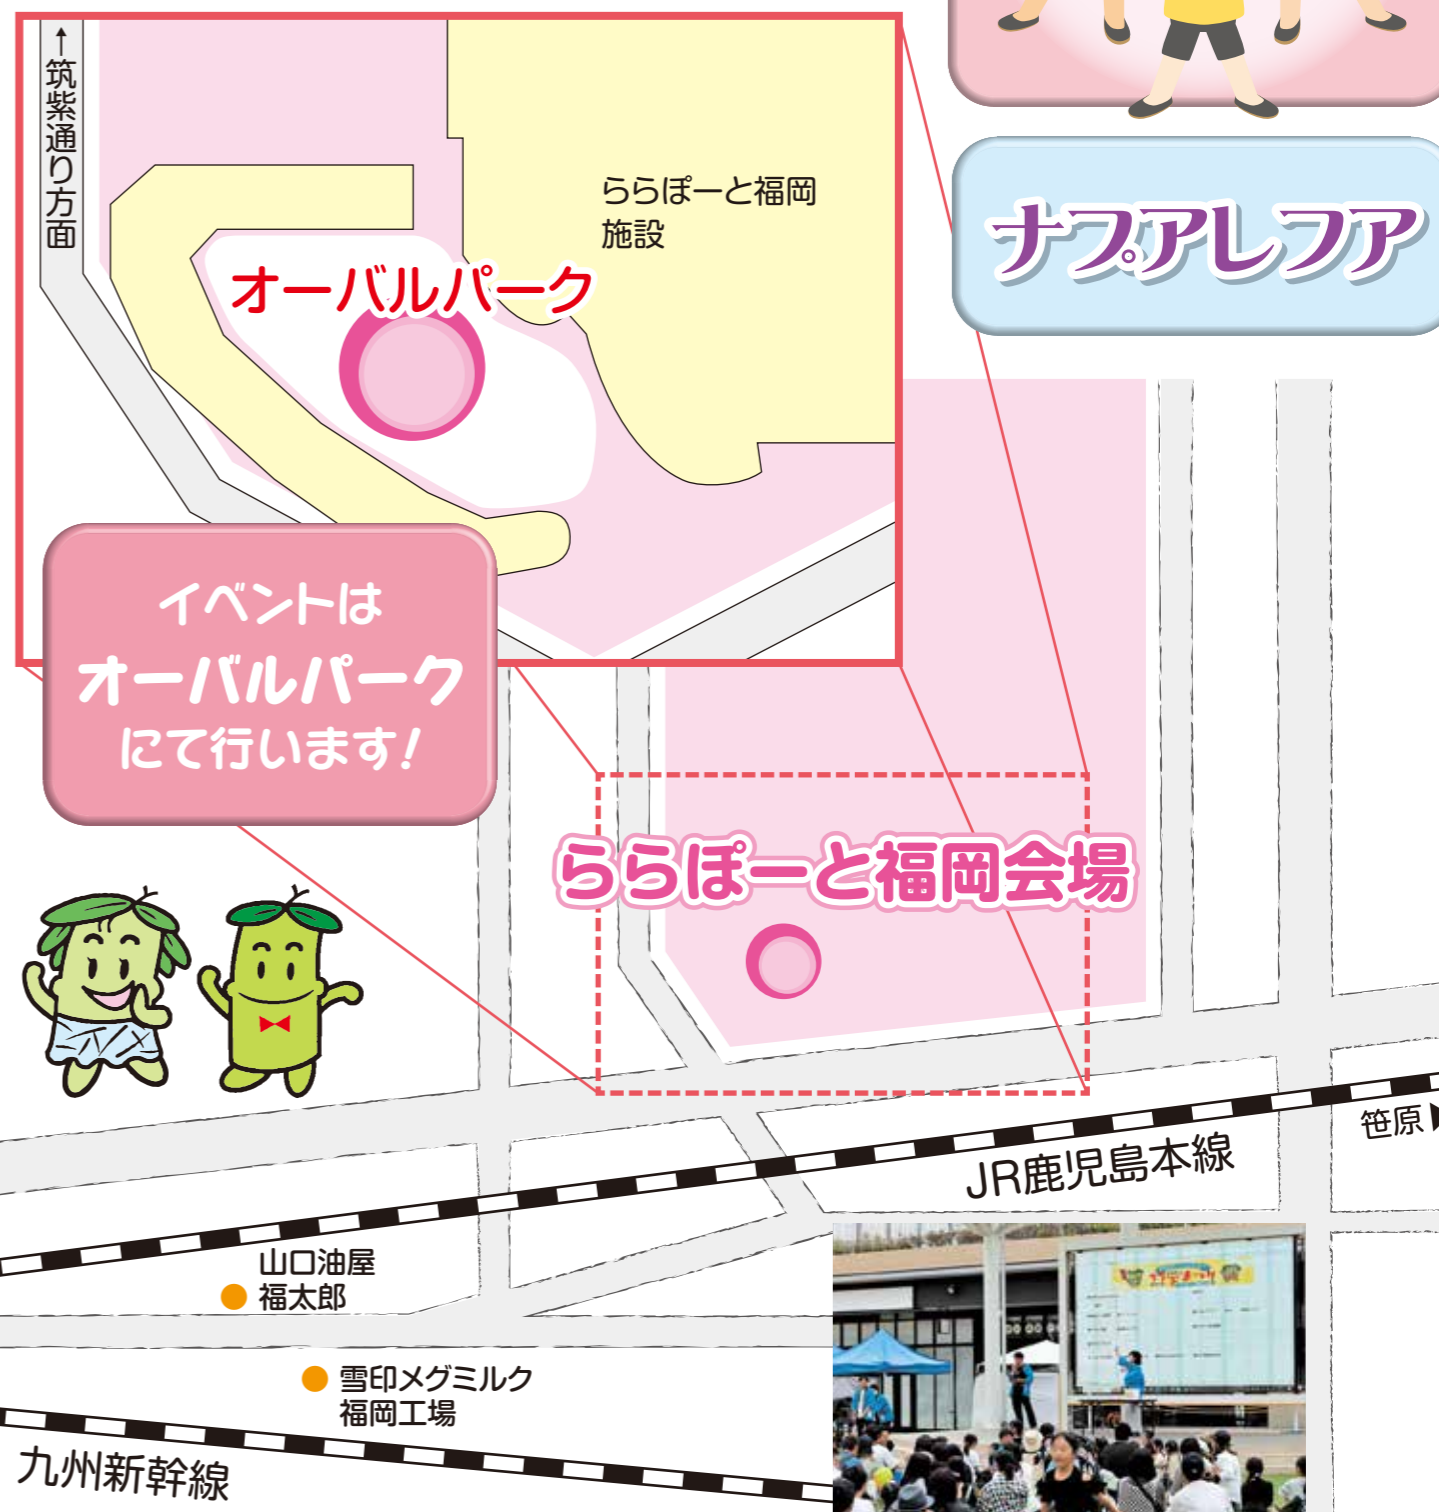 ↑筑紫通り方面
ららぽーと福岡
施設
オーバルパーク
ナプアレフア
イベントは
オーバルパーク
にて行います!
ららぽーと福岡会場
笹原▶
JR鹿児島本線
山口油屋
福太郎
雪印メグミルク
福岡工場
九州新幹線